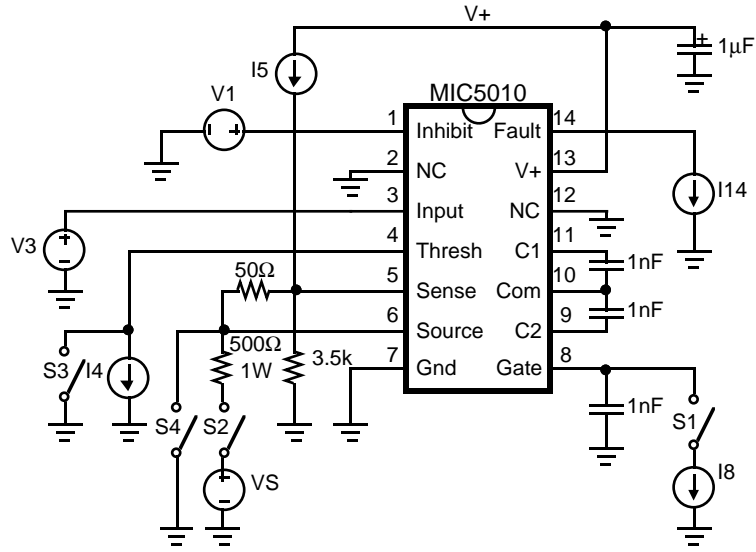 V+
1µF
+
I5
MIC5010
V1
1 Inhibit Fault 14
2 NC V+ 13
3 Input NC 12
4 Thresh C1 11
5 Sense Com 10
6 Source C2 9
7 Gnd Gate 8
I14
V3
+
1nF
1nF
50Ω
500Ω
1W
3.5k
S3
I4
S4
S2
1nF
S1
VS
+
I8